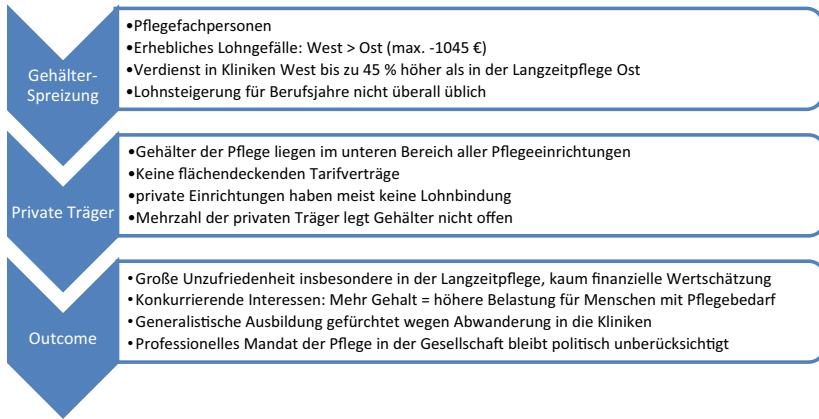 Gehälter-
Spreizung
•Pflegefachpersonen
•Erhebliches Lohngefälle: West > Ost (max. -1045 €)
•Verdienst in Kliniken West bis zu 45 % höher als in der Langzeitpflege Ost
•Lohnsteigerung für Berufsjahre nicht überall üblich
Private Träger
•Gehälter der Pflege liegen im unteren Bereich aller Pflegeeinrichtungen
•Keine flächendeckenden Tarifverträge
•private Einrichtungen haben meist keine Lohnbindung
•Mehrzahl der privaten Träger legt Gehälter nicht offen
Outcome
•Große Unzufriedenheit insbesondere in der Langzeitpflege, kaum finanzielle Wertschätzung
•Konkurrierende Interessen: Mehr Gehalt = höhere Belastung für Menschen mit Pflegebedarf
•Generalistische Ausbildung gefürchtet wegen Abwanderung in die Kliniken
•Professionelles Mandat der Pflege in der Gesellschaft bleibt politisch unberücksichtigt